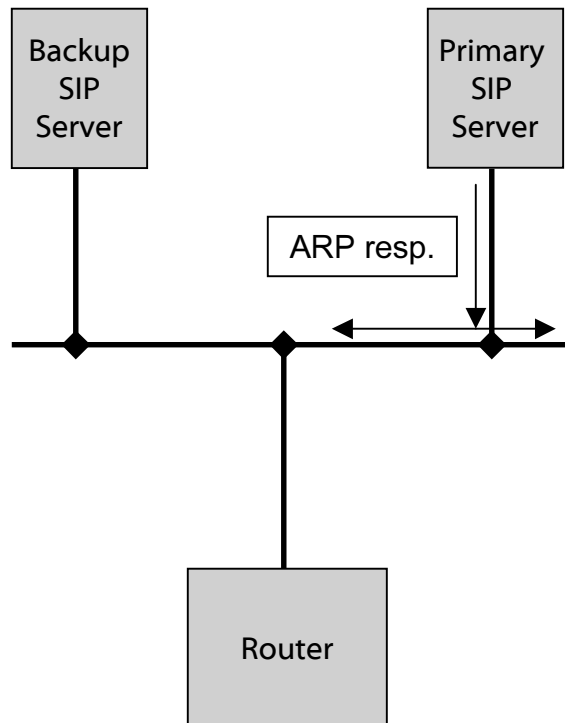 Backup
SIP
Server
Primary
SIP
Server
ARP resp.
Router